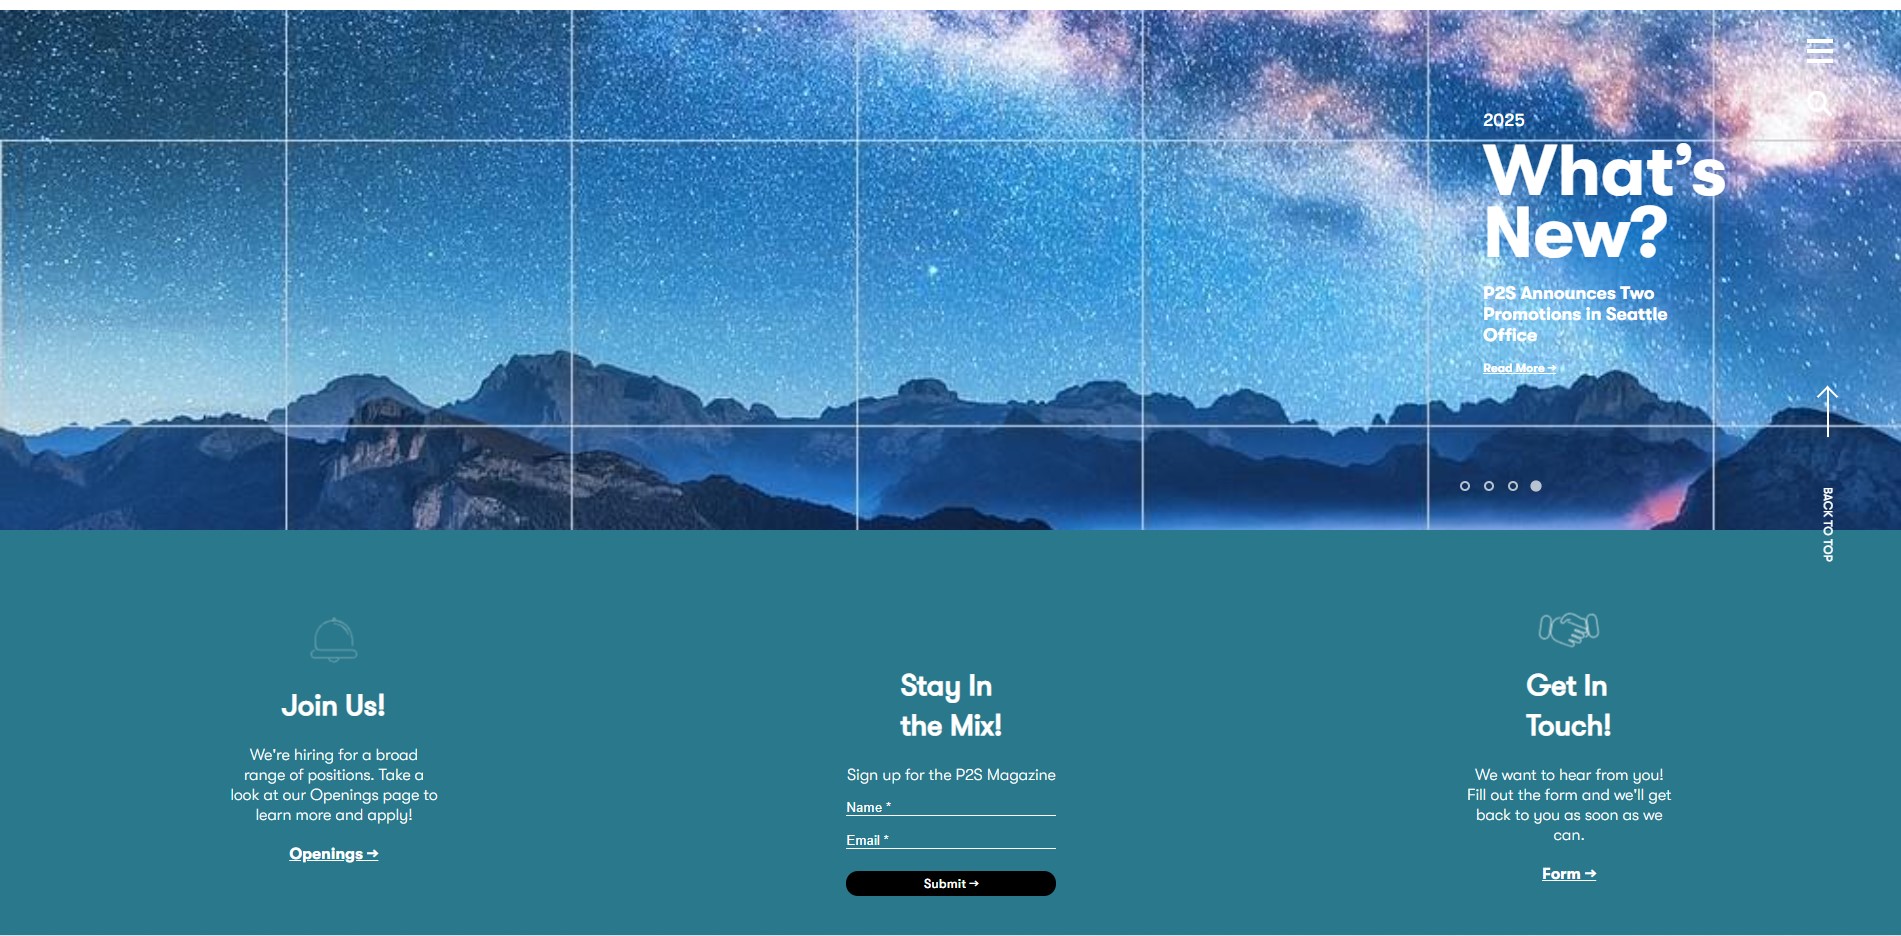 2025
What's
New?
P2S Announces Two
Promotions in Seattle
Office
Read More →
BACK TO TOP
Join Us!
We're hiring for a broad
range of positions. Take a
look at our Openings page to
learn more and apply!
Openings →
Stay In
the Mix!
Sign up for the P2S Magazine
Name *
Email *
Submit →
Get In
Touch!
We want to hear from you!
Fill out the form and we'll get
back to you as soon as we
can.
Form →